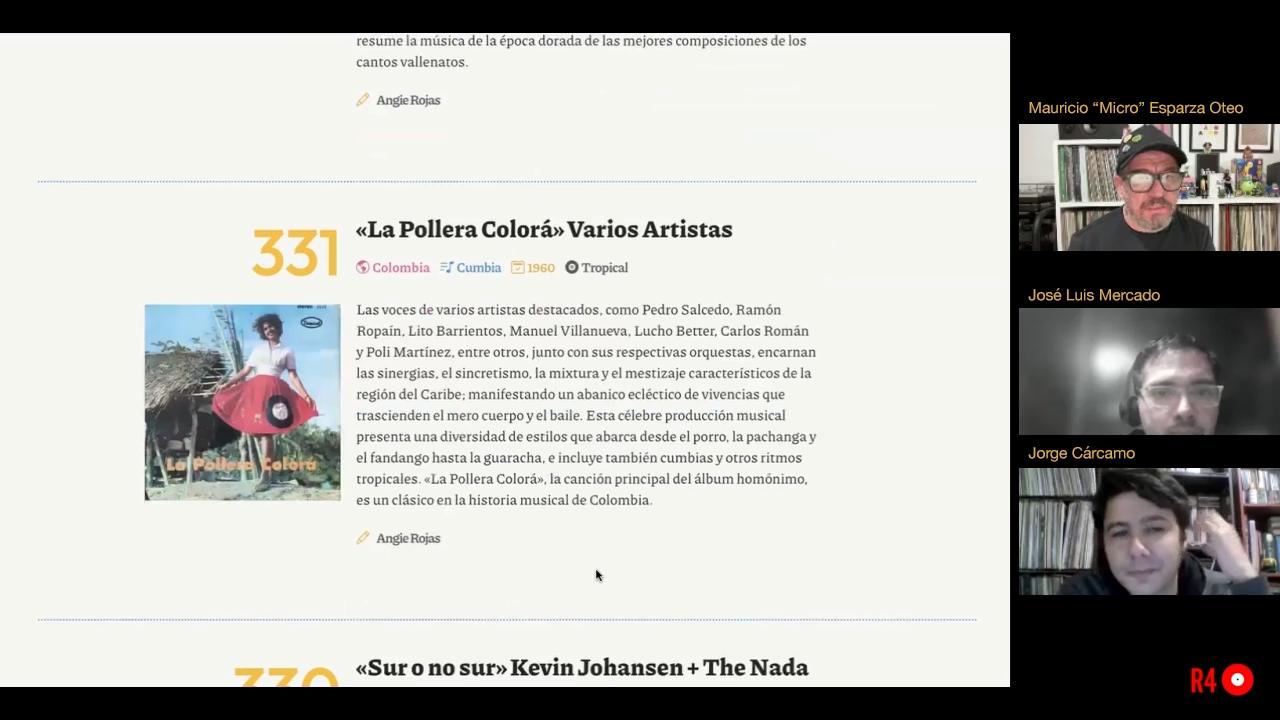 resume la música de la época dorada de las mejores composiciones de los
cantos vallenatos.
Angie Rojas
331
«La Pollera Colorá» Varios Artistas
Colombia Cumbia 1960 Tropical
Las voces de varios artistas destacados, como Pedro Salcedo, Ramón
Ropaín, Lito Barrientos, Manuel Villanueva, Lucho Better, Carlos Román
y Poli Martínez, entre otros, junto con sus respectivas orquestas, encarnan
las sinergias, el sincretismo, la mixtura y el mestizaje característicos de la
región del Caribe; manifestando un abanico ecléctico de vivencias que
trascienden el mero cuerpo y el baile. Esta célebre producción musical
presenta una diversidad de estilos que abarca desde el porro, la pachanga y
el fandango hasta la guaracha, e incluye también cumbias y otros ritmos
tropicales. «La Pollera Colorá», la canción principal del álbum homónimo,
es un clásico en la historia musical de Colombia.
La Pollera Colorá
Angie Rojas
330
«Sur o no sur» Kevin Johansen + The Nada
Mauricio “Micro” Esparza Oteo
José Luis Mercado
Jorge Cárcamo
R4